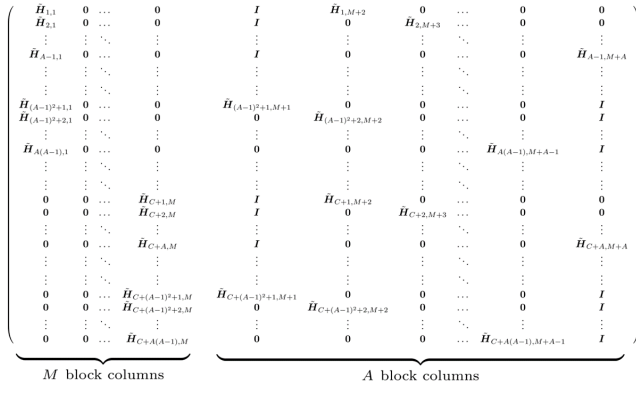 H̃_{1,1} 0 … 0 I H̃_{1,M+2} 0 0 0
H̃_{2,1} 0 … 0 I 0 H̃_{2,M+3} … 0 0
⋮ ⋮ ⋱ ⋮ ⋮ ⋮ ⋮ ⋱ ⋮ ⋮
H̃_{A−1,1} 0 … 0 I 0 0 … 0 H̃_{A−1,M+A}
⋮ ⋮ ⋱ ⋮ ⋮ ⋮ ⋮ ⋱ ⋮ ⋮
⋮ ⋮ ⋱ ⋮ ⋮ ⋮ ⋮ ⋱ ⋮ ⋮
H̃_{(A−1)²+1,1} 0 … 0 H̃_{(A−1)²+1,M+1} 0 0 … 0 I
H̃_{(A−1)²+2,1} 0 … 0 0 H̃_{(A−1)²+2,M+2} 0 … 0 I
⋮ ⋮ ⋱ ⋮ ⋮ ⋮ ⋮ ⋱ ⋮ ⋮
H̃_{A(A−1),1} 0 … 0 0 0 0 … H̃_{A(A−1),M+A−1} I
⋮ ⋮ ⋱ ⋮ ⋮ ⋮ ⋮ ⋱ ⋮ ⋮
⋮ ⋮ ⋱ ⋮ ⋮ ⋮ ⋮ ⋱ ⋮ ⋮
0 0 … H̃_{C+1,M} I H̃_{C+1,M+2} 0 … 0 0
0 0 … H̃_{C+2,M} I 0 H̃_{C+2,M+3} … 0 0
⋮ ⋮ ⋱ ⋮ ⋮ ⋮ ⋮ ⋱ ⋮ ⋮
0 0 … H̃_{C+A,M} I 0 0 … 0 H̃_{C+A,M+A}
⋮ ⋮ ⋱ ⋮ ⋮ ⋮ ⋮ ⋱ ⋮ ⋮
⋮ ⋮ ⋱ ⋮ ⋮ ⋮ ⋮ ⋱ ⋮ ⋮
0 0 … H̃_{C+(A−1)²+1,M} H̃_{C+(A−1)²+1,M+1} 0 0 … 0 I
0 0 … H̃_{C+(A−1)²+2,M} 0 H̃_{C+(A−1)²+2,M+2} 0 … 0 I
⋮ ⋮ ⋱ ⋮ ⋮ ⋮ ⋮ ⋱ ⋮ ⋮
0 0 … H̃_{C+A(A−1),M} 0 0 0 … H̃_{C+A(A−1),M+A−1} I
M block columns A block columns